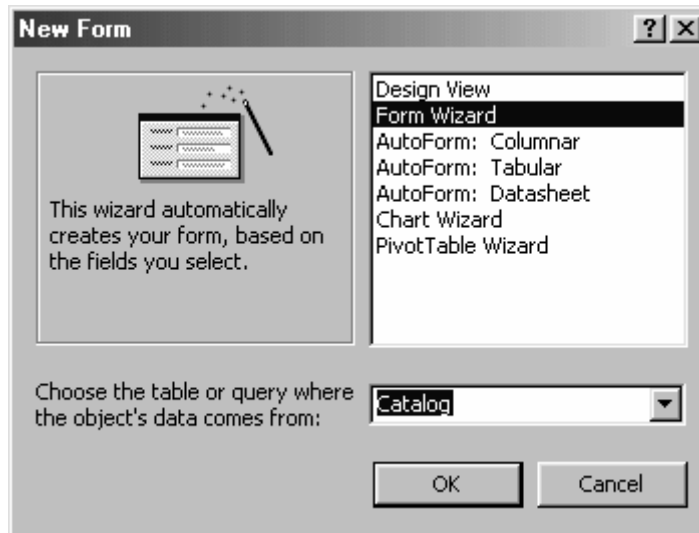 New Form
This wizard automatically
creates your form, based on
the fields you select.
Design View
Form Wizard
AutoForm: Columnar
AutoForm: Tabular
AutoForm: Datasheet
Chart Wizard
PivotTable Wizard
Choose the table or query where
the object's data comes from:
Catalog
OK
Cancel